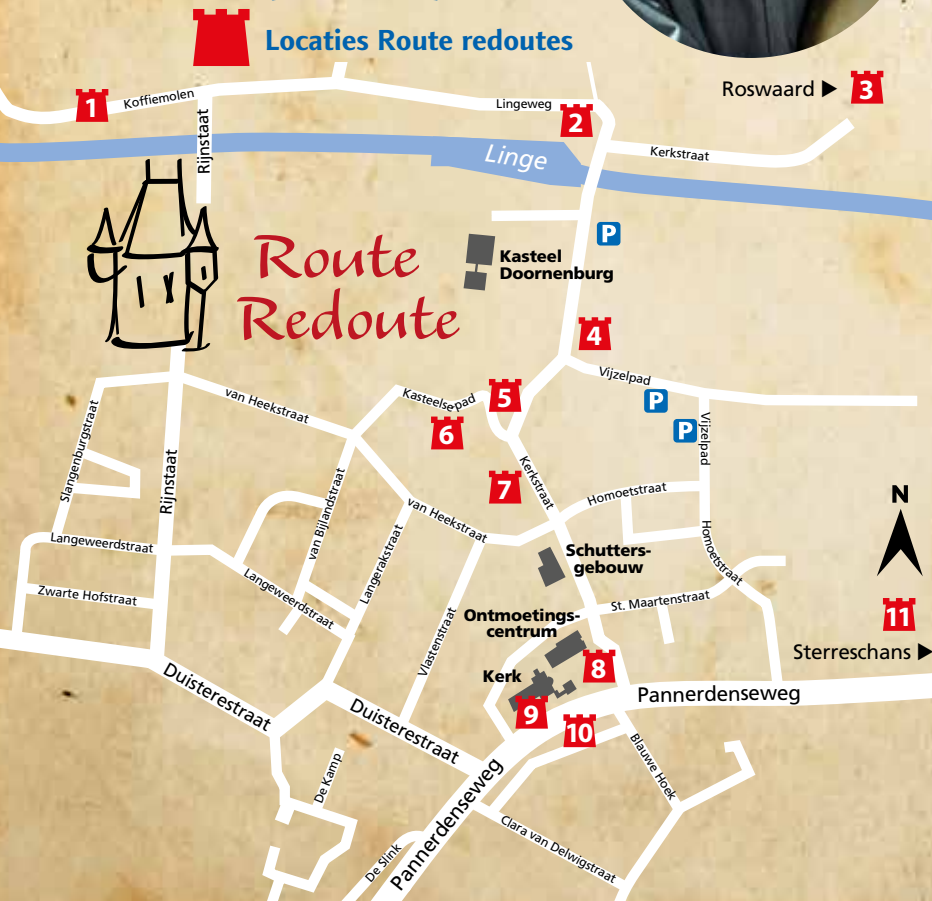 Locaties Route redoutes
Roswaard ▶
3
1
Koffiemolen
Lingeweg
2
Rijnstaat
Kerkstraat
Linge
P
Kasteel
Doornenburg
Route
Redoute
4
Vijzelpad
van Heekstraat
Kasteelsepad
5
P
6
P
Vijzelpad
Slangenburgstraat
Rijnstaat
7
Kerkstraat
Homoetstraat
N
van Bijlandstraat
van Heekstraat
Langerakstraat
Langeweerdstraat
Homoetstraat
Schutters-
gebouw
Langeweerdstraat
Zwarte Hofstraat
St. Maartenstraat
11
Ontmoetings-
centrum
Vlastenstraat
Sterreschans ▶
8
Kerk
Duisterestraat
Pannerdenseweg
9
Duisterestraat
10
Blauwe Hoek
De Kamp
Pannerdenseweg
Clara van Delwigstraat
De Slink